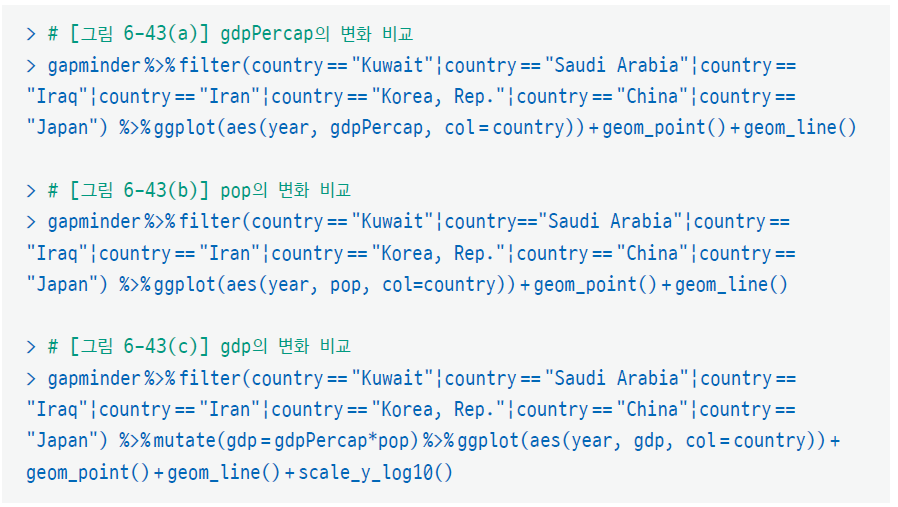 > # [그림 6-43(a)] gdpPercap의 변화 비교
> gapminder%>%filter(country=="Kuwait"¦country=="Saudi Arabia"¦country==
"Iraq"¦country=="Iran"¦country=="Korea, Rep."¦country=="China"¦country==
"Japan") %>%ggplot(aes(year, gdpPercap, col=country))+geom_point()+geom_line()
> # [그림 6-43(b)] pop의 변화 비교
> gapminder%>%filter(country=="Kuwait"¦country=="Saudi Arabia"¦country==
"Iraq"¦country=="Iran"¦country=="Korea, Rep."¦country=="China"¦country==
"Japan") %>%ggplot(aes(year, pop, col=country))+geom_point()+geom_line()
> # [그림 6-43(c)] gdp의 변화 비교
> gapminder%>%filter(country=="Kuwait"¦country=="Saudi Arabia"¦country==
"Iraq"¦country=="Iran"¦country=="Korea, Rep."¦country=="China"¦country==
"Japan") %>%mutate(gdp=gdpPercap*pop)%>%ggplot(aes(year, gdp, col=country))+
geom_point()+geom_line()+scale_y_log10()